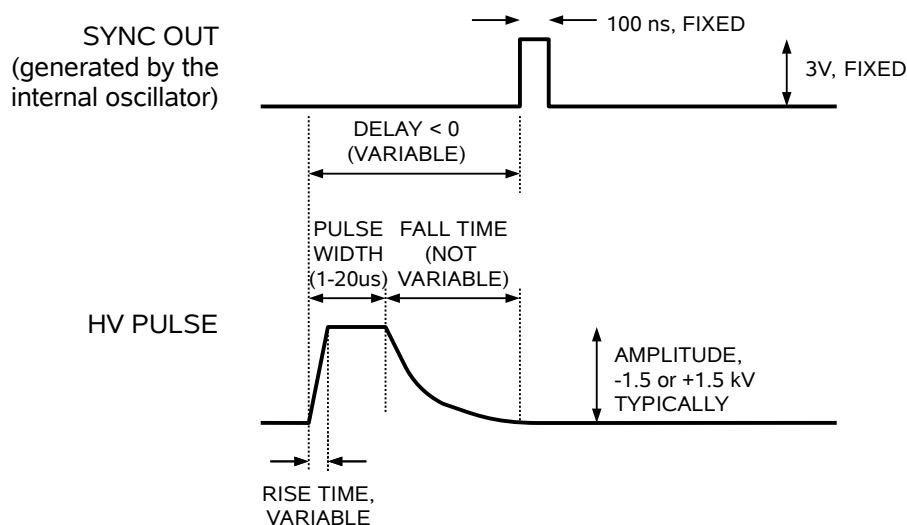 SYNC OUT
(generated by the
internal oscillator)
100 ns, FIXED
3V, FIXED
DELAY < 0
(VARIABLE)
PULSE
WIDTH
(1-20us)
FALL TIME
(NOT
VARIABLE)
HV PULSE
AMPLITUDE,
-1.5 or +1.5 kV
TYPICALLY
RISE TIME,
VARIABLE